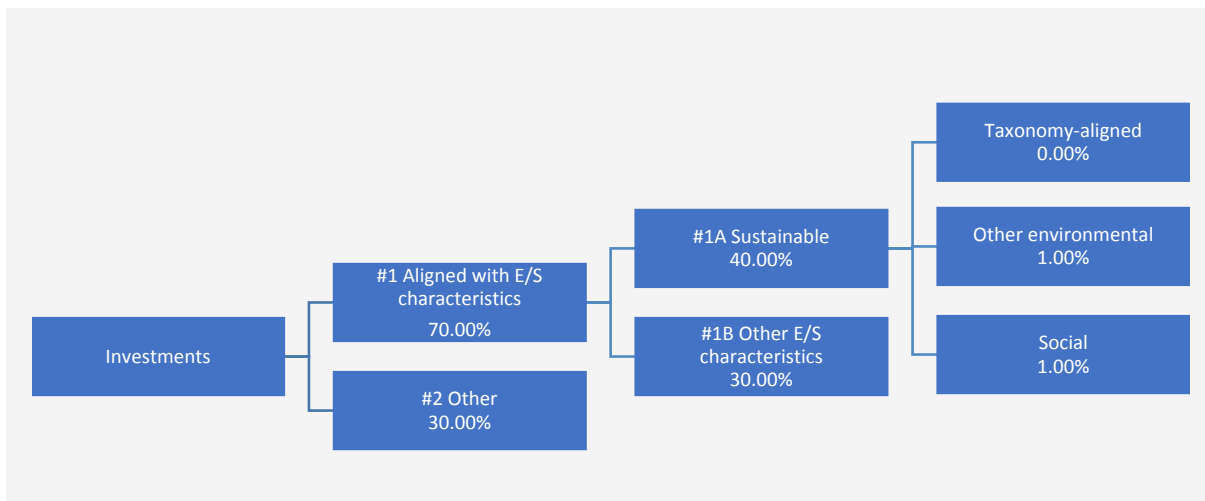 Investments
#1 Aligned with E/S
characteristics
70.00%
#2 Other
30.00%
#1A Sustainable
40.00%
#1B Other E/S
characteristics
30.00%
Taxonomy-aligned
0.00%
Other environmental
1.00%
Social
1.00%